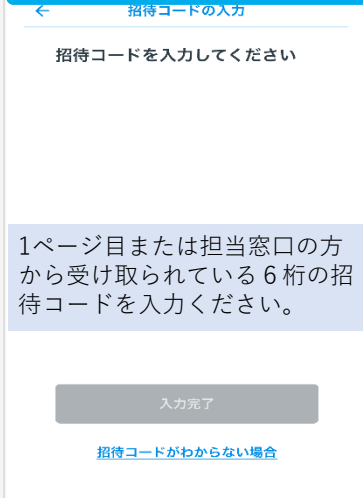 ← 招待コードの入力
招待コードを入力してください
1ページ目または担当窓口の方
から受け取られている６桁の招
待コードを入力ください。
入力完了
招待コードがわからない場合